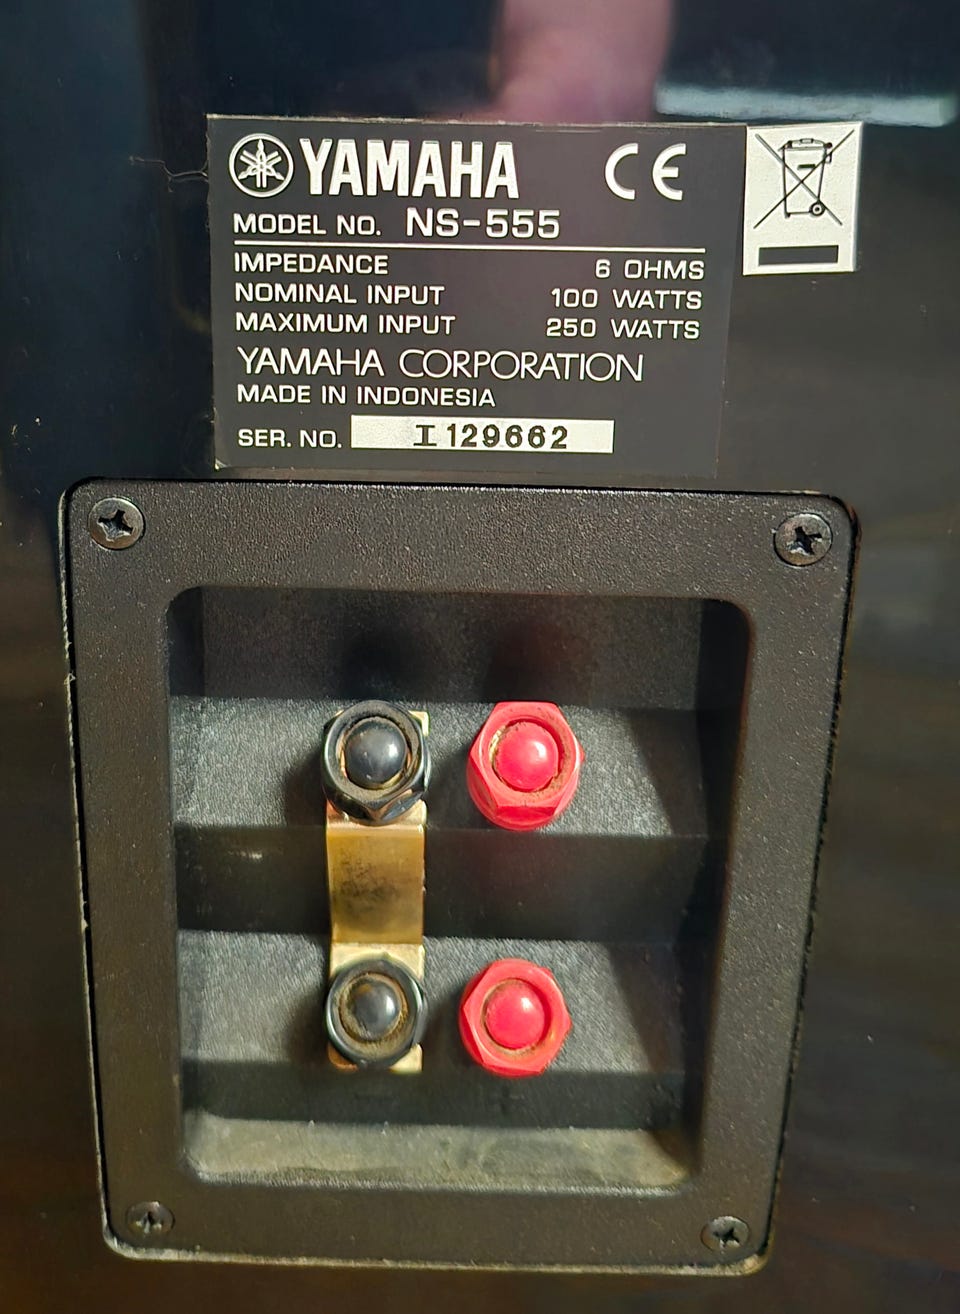 YAMAHA CE
MODEL NO. NS-555
IMPEDANCE 6 OHMS
NOMINAL INPUT 100 WATTS
MAXIMUM INPUT 250 WATTS
YAMAHA CORPORATION
MADE IN INDONESIA
SER. NO. I129662
- +